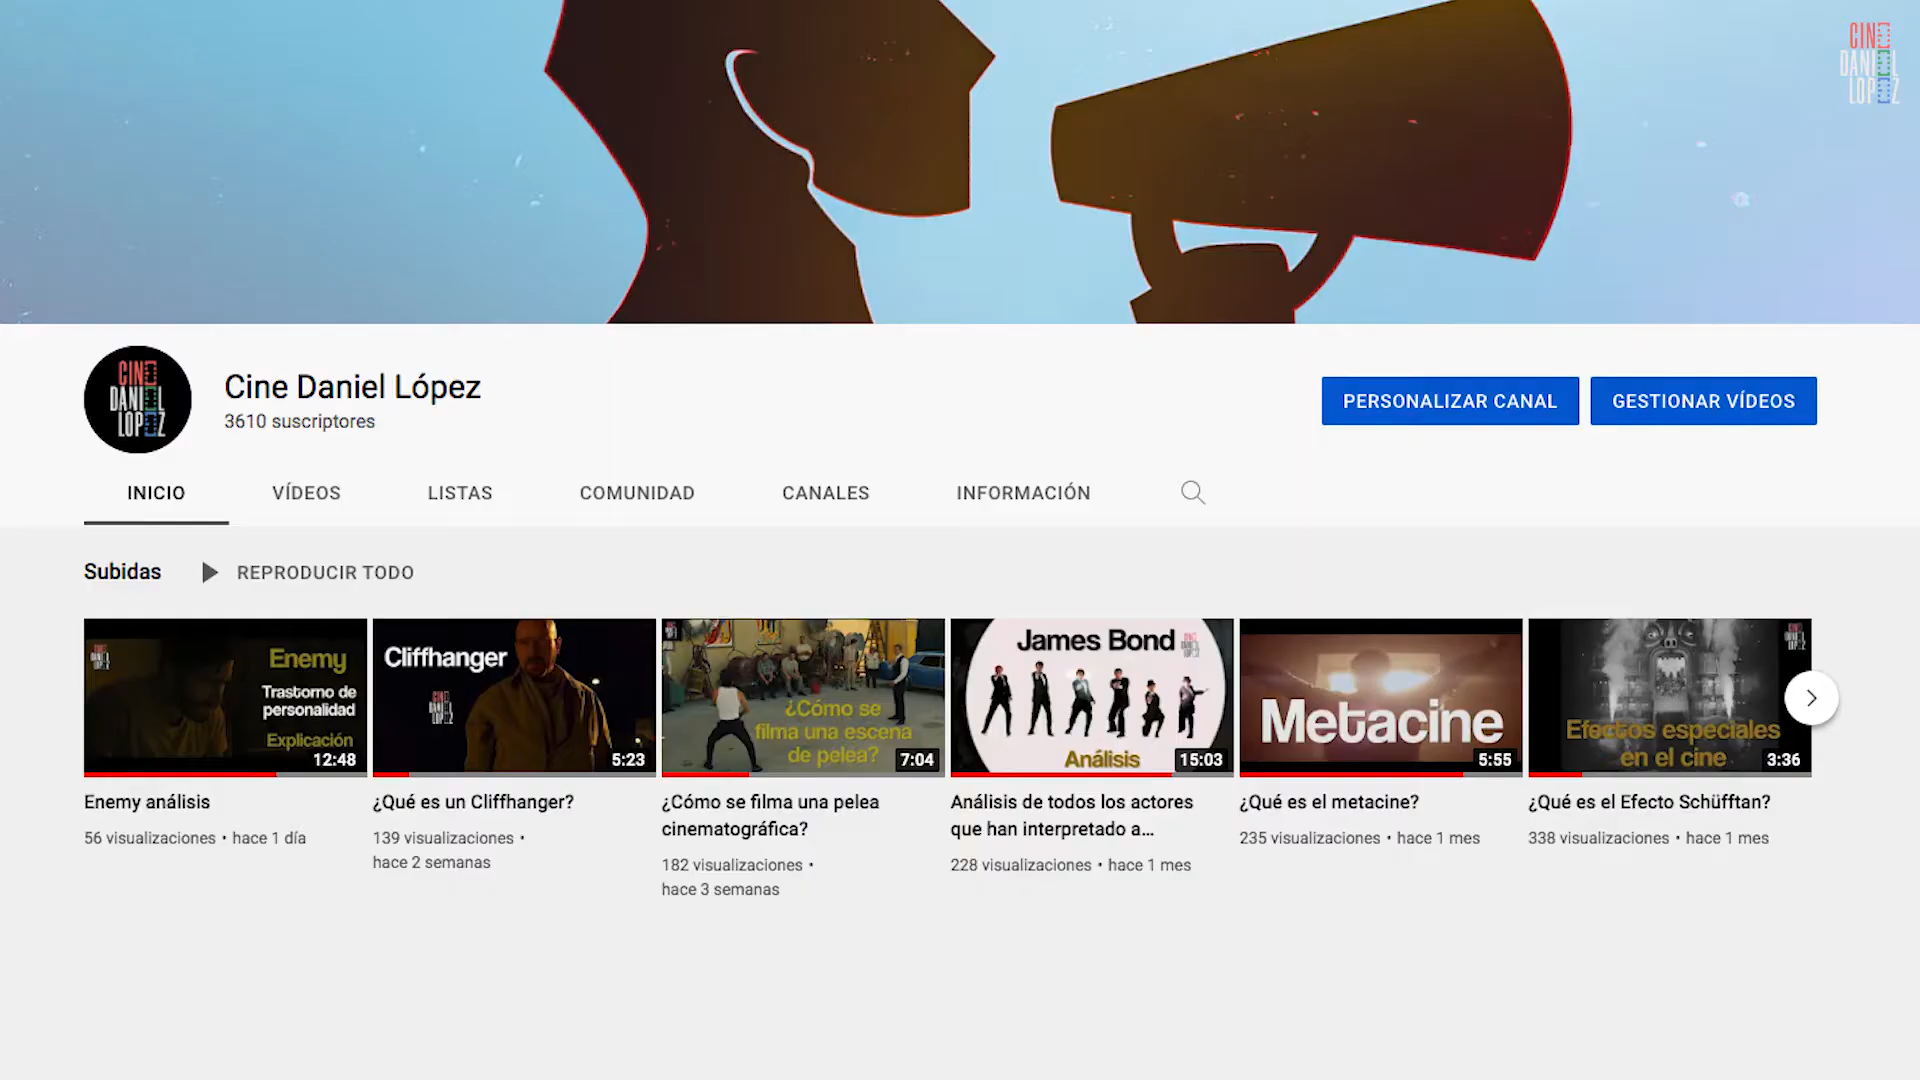 CINE
DANIEL
LOPEZ
CINE
DANIEL
LOPEZ
Cine Daniel López
3610 suscriptores
PERSONALIZAR CANAL
GESTIONAR VÍDEOS
INICIO
VÍDEOS
LISTAS
COMUNIDAD
CANALES
INFORMACIÓN
Subidas
REPRODUCIR TODO
Enemy
Trastorno de
personalidad
Explicación
12:48
Cliffhanger
CINE
DANIEL
LOPEZ
5:23
¿Cómo se
filma una escena
de pelea?
7:04
James Bond
Análisis
15:03
Metacine
5:55
Efectos especiales
en el cine
3:36
Enemy análisis
56 visualizaciones • hace 1 día
¿Qué es un Cliffhanger?
139 visualizaciones •
hace 2 semanas
¿Cómo se filma una pelea
cinematográfica?
182 visualizaciones •
hace 3 semanas
Análisis de todos los actores
que han interpretado a...
228 visualizaciones • hace 1 mes
¿Qué es el metacine?
235 visualizaciones • hace 1 mes
¿Qué es el Efecto Schüfftan?
338 visualizaciones • hace 1 mes